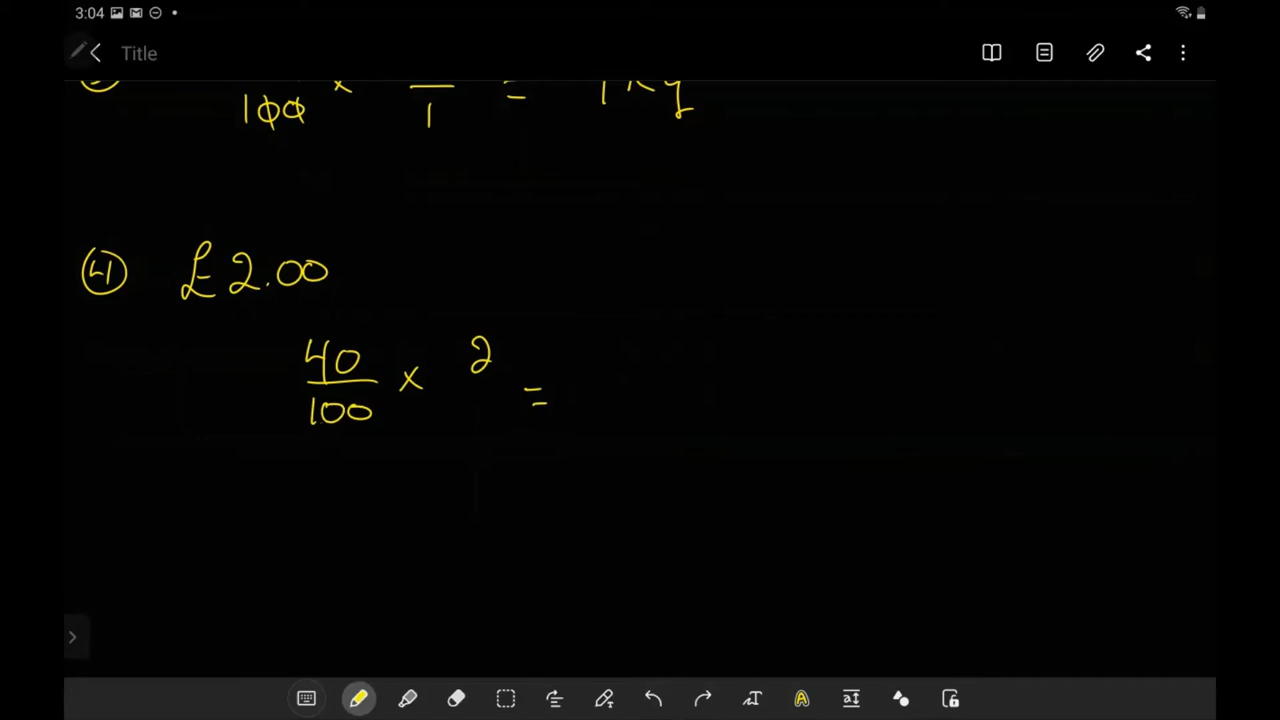 3:04
Title
100 × 1 = 1kg
④ £2.00
40/100 × 2 =